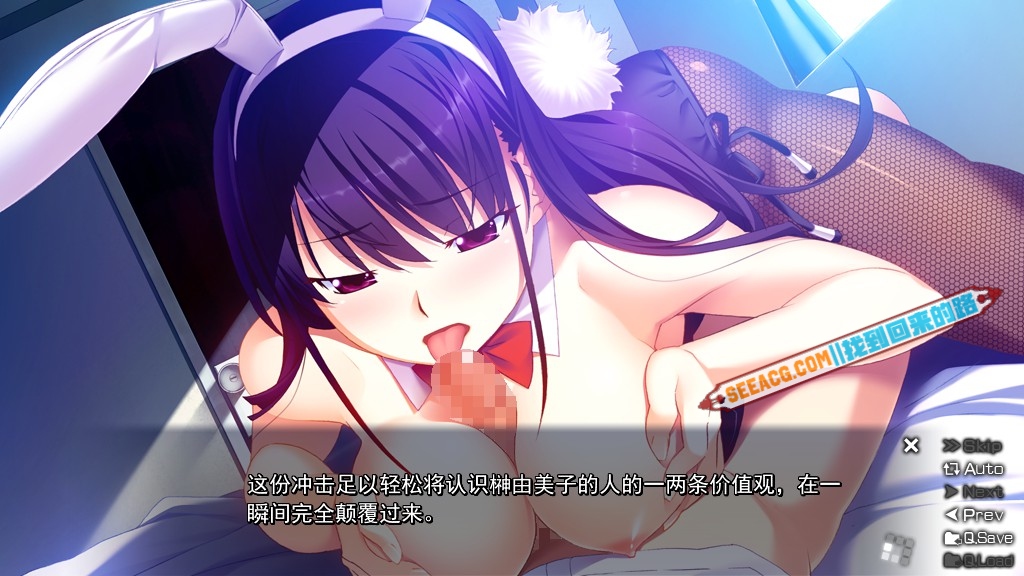 SEEACG.COM||找到回来的路
这份冲击足以轻松将认识榊由美子的人的一两条价值观，在一
瞬间完全颠覆过来。
Skip
Auto
Next
Prev
Q.Save
Q.Load